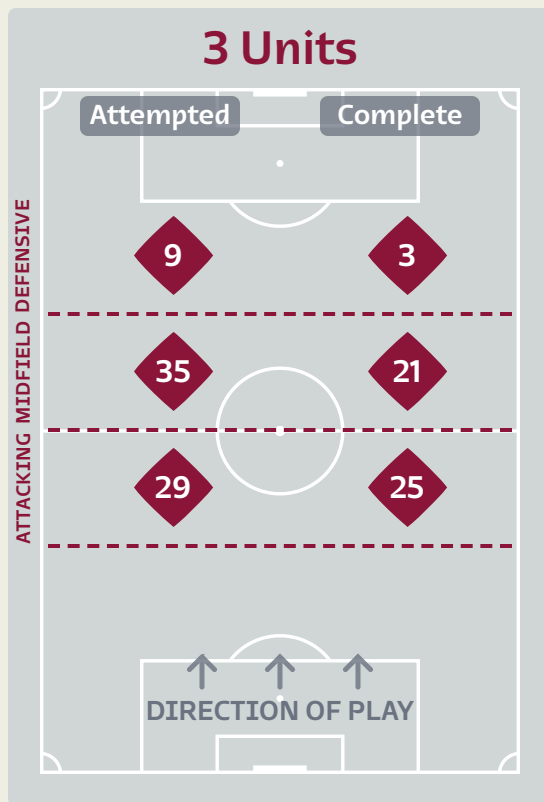 3 Units
Attempted
Complete
ATTACKING MIDFIELD DEFENSIVE
9
3
35
21
29
25
DIRECTION OF PLAY